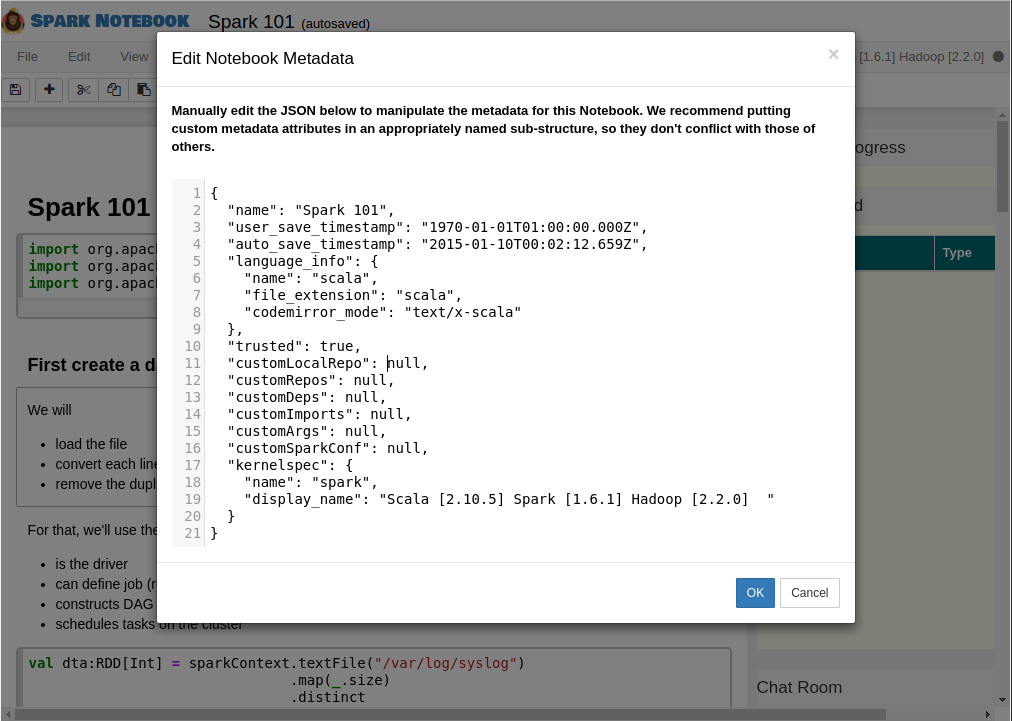 SPARK NOTEBOOK Spark 101 (autosaved)
File Edit View [1.6.1] Hadoop [2.2.0]
Edit Notebook Metadata ×
Manually edit the JSON below to manipulate the metadata for this Notebook. We recommend putting
custom metadata attributes in an appropriately named sub-structure, so they don't conflict with those of
others.
1 {
2 "name": "Spark 101",
3 "user_save_timestamp": "1970-01-01T01:00:00.000Z",
4 "auto_save_timestamp": "2015-01-10T00:02:12.659Z",
5 "language_info": {
6 "name": "scala",
7 "file_extension": "scala",
8 "codemirror_mode": "text/x-scala"
9 },
10 "trusted": true,
11 "customLocalRepo": null,
12 "customRepos": null,
13 "customDeps": null,
14 "customImports": null,
15 "customArgs": null,
16 "customSparkConf": null,
17 "kernelspec": {
18 "name": "spark",
19 "display_name": "Scala [2.10.5] Spark [1.6.1] Hadoop [2.2.0]  "
20 }
21 }
OK Cancel
Spark 101
import org.apac
import org.apac
import org.apac
First create a da
We will
• load the file
• convert each line
• remove the dupl
For that, we'll use the
• is the driver
• can define job (r
• constructs DAG
• schedules tasks on the cluster
val dta:RDD[Int] = sparkContext.textFile("/var/log/syslog")
.map(_.size)
.distinct
ogress
d
Type
Chat Room